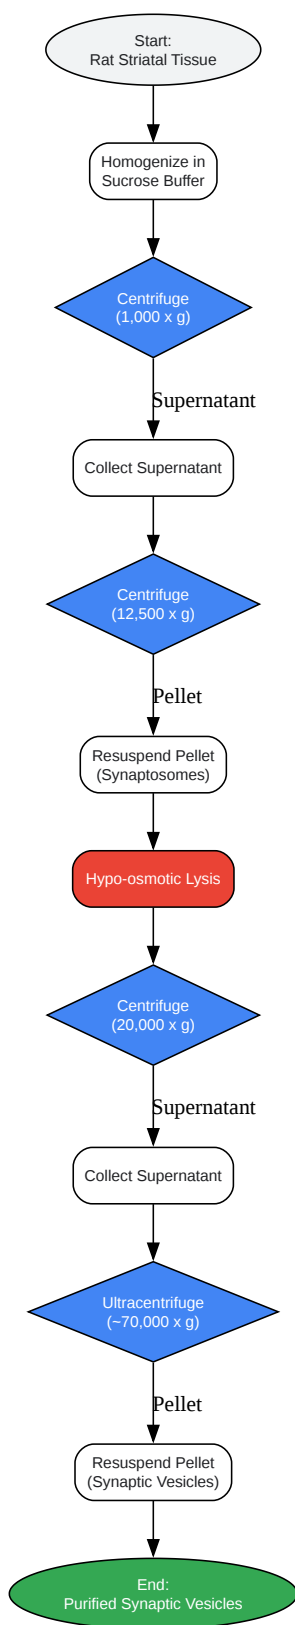 Start:
Rat Striatal Tissue
Homogenize in
Sucrose Buffer
Centrifuge
(1,000 x g)
Supernatant
Collect Supernatant
Centrifuge
(12,500 x g)
Pellet
Resuspend Pellet
(Synaptosomes)
Hypo-osmotic Lysis
Centrifuge
(20,000 x g)
Supernatant
Collect Supernatant
Ultracentrifuge
(~70,000 x g)
Pellet
Resuspend Pellet
(Synaptic Vesicles)
End:
Purified Synaptic Vesicles